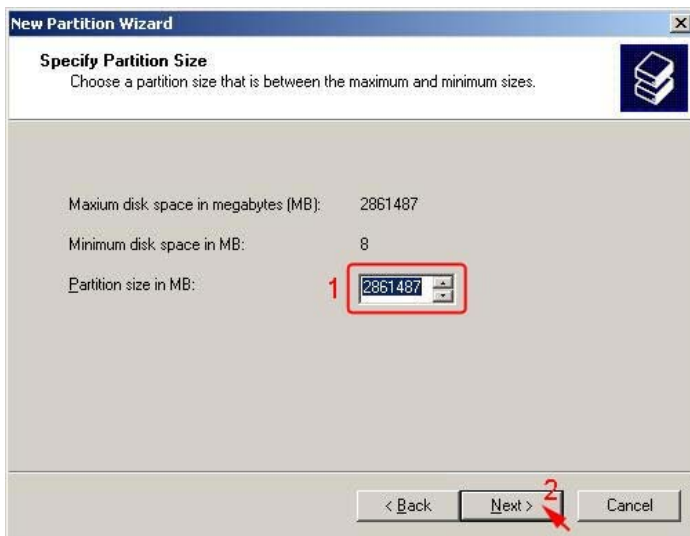 New Partition Wizard
Specify Partition Size
Choose a partition size that is between the maximum and minimum sizes.
Maxium disk space in megabytes (MB): 2861487
Minimum disk space in MB: 8
Partition size in MB: 1 2861487
< Back Next > 2 Cancel